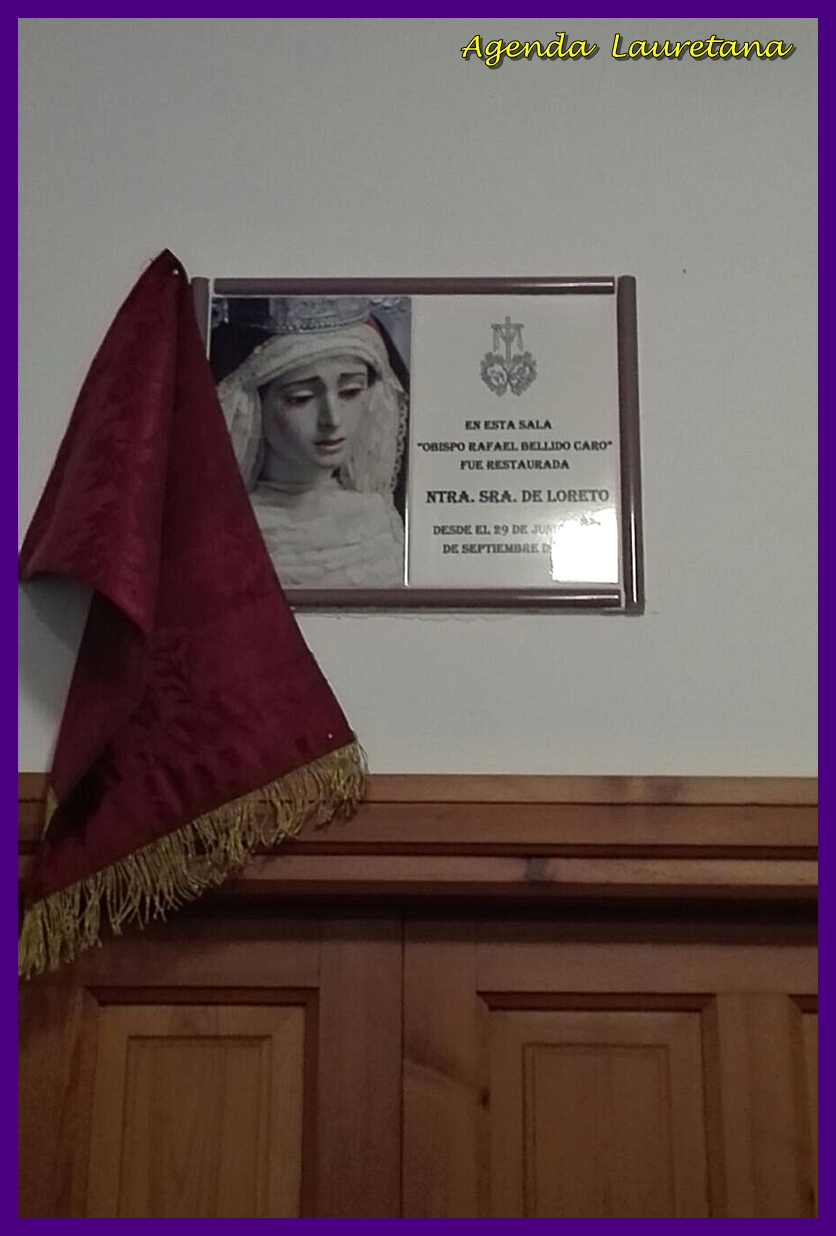 Agenda Lauretana
EN ESTA SALA
"OBISPO RAFAEL BELLIDO CARO"
FUE RESTAURADA
NTRA. SRA. DE LORETO
DESDE EL 29 DE
DE SEPTIEMBRE